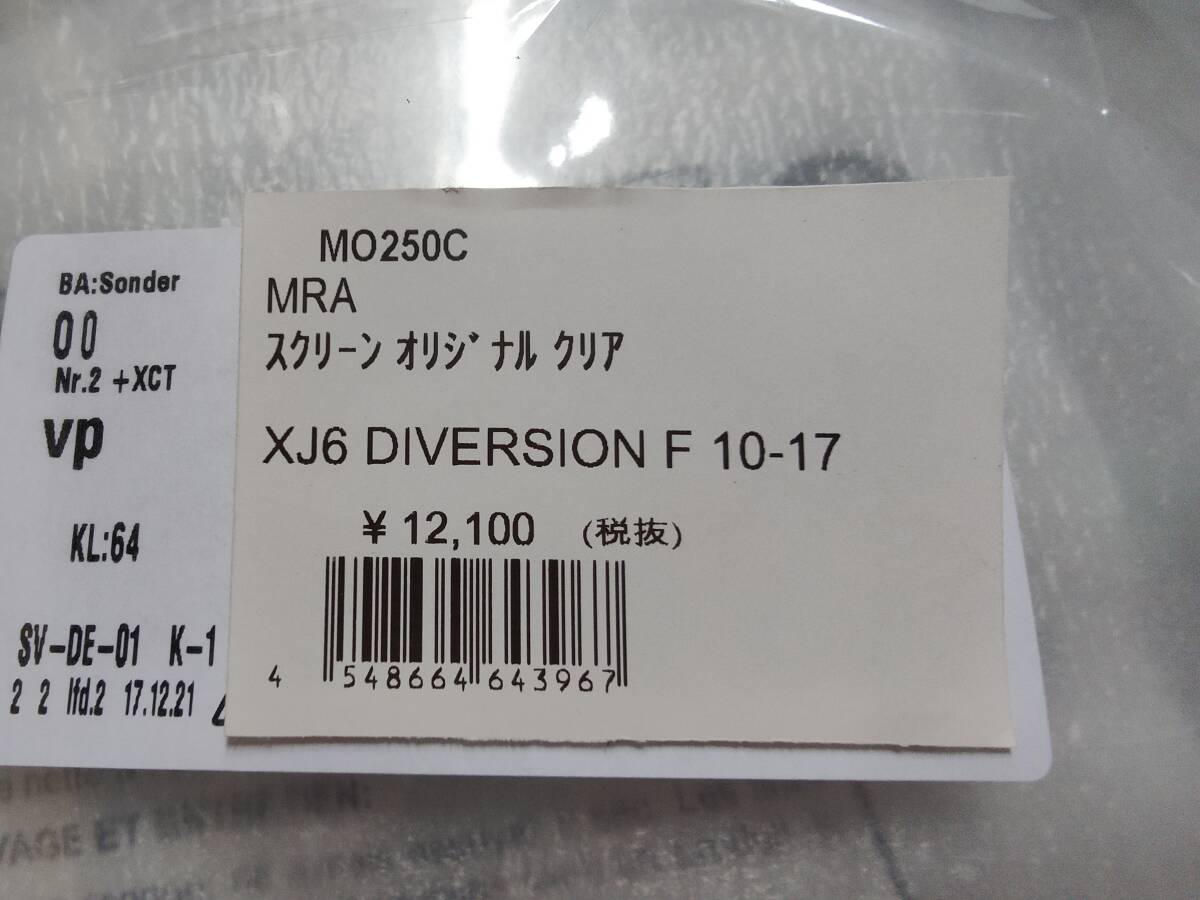 BA:Sonder
00
Nr.2 +XCT
vp
KL:64
SV-DE-01 K-1
2 2 lfd.2 17.12.21
MO250C
MRA
ｽｸﾘｰﾝ ｵﾘｼﾞﾅﾙ ｸﾘｱ
XJ6 DIVERSION F 10-17
¥ 12,100 (税抜)
4 548664 643967
VAGE ET